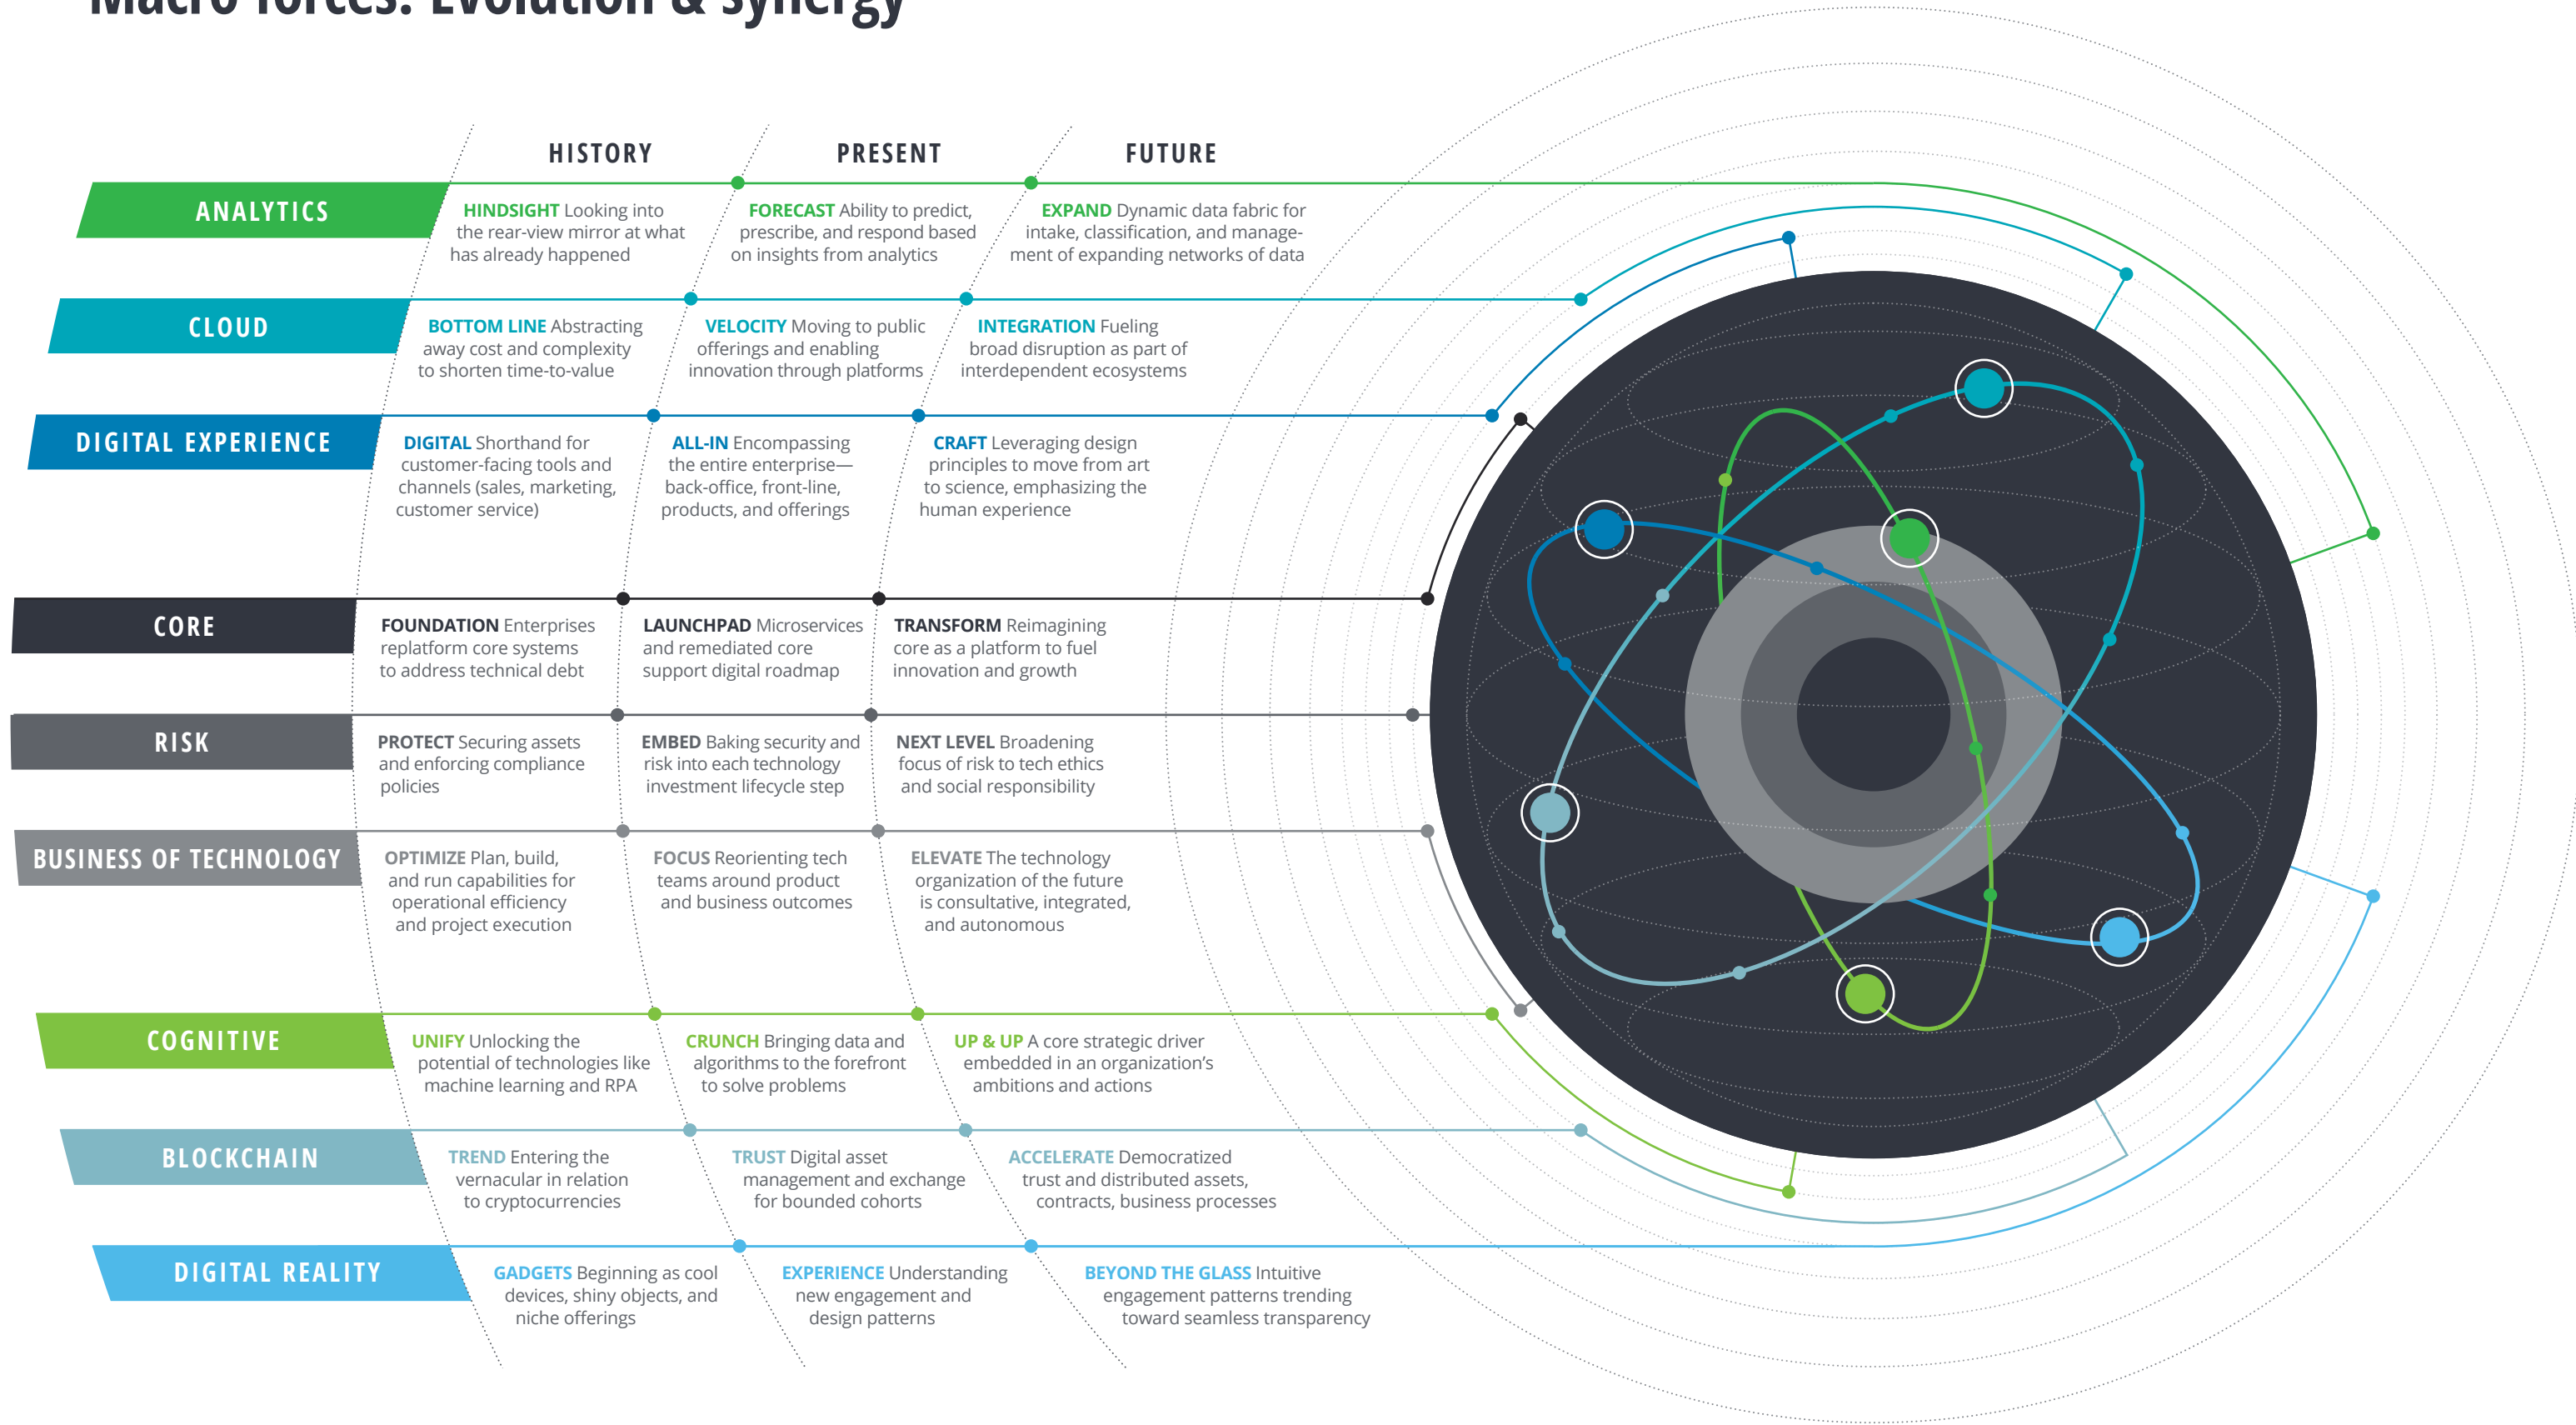 Macro forces: Evolution & synergy
HISTORY
PRESENT
FUTURE
ANALYTICS
HINDSIGHT Looking into
the rear-view mirror at what
has already happened
FORECAST Ability to predict,
prescribe, and respond based
on insights from analytics
EXPAND Dynamic data fabric for
intake, classification, and manage-
ment of expanding networks of data
CLOUD
BOTTOM LINE Abstracting
away cost and complexity
to shorten time-to-value
VELOCITY Moving to public
offerings and enabling
innovation through platforms
INTEGRATION Fueling
broad disruption as part of
interdependent ecosystems
DIGITAL EXPERIENCE
DIGITAL Shorthand for
customer-facing tools and
channels (sales, marketing,
customer service)
ALL-IN Encompassing
the entire enterprise—
back-office, front-line,
products, and offerings
CRAFT Leveraging design
principles to move from art
to science, emphasizing the
human experience
CORE
FOUNDATION Enterprises
replatform core systems
to address technical debt
LAUNCHPAD Microservices
and remediated core
support digital roadmap
TRANSFORM Reimagining
core as a platform to fuel
innovation and growth
RISK
PROTECT Securing assets
and enforcing compliance
policies
EMBED Baking security and
risk into each technology
investment lifecycle step
NEXT LEVEL Broadening
focus of risk to tech ethics
and social responsibility
BUSINESS OF TECHNOLOGY
OPTIMIZE Plan, build,
and run capabilities for
operational efficiency
and project execution
FOCUS Reorienting tech
teams around product
and business outcomes
ELEVATE The technology
organization of the future
is consultative, integrated,
and autonomous
COGNITIVE
UNIFY Unlocking the
potential of technologies like
machine learning and RPA
CRUNCH Bringing data and
algorithms to the forefront
to solve problems
UP & UP A core strategic driver
embedded in an organization's
ambitions and actions
BLOCKCHAIN
TREND Entering the
vernacular in relation
to cryptocurrencies
TRUST Digital asset
management and exchange
for bounded cohorts
ACCELERATE Democratized
trust and distributed assets,
contracts, business processes
DIGITAL REALITY
GADGETS Beginning as cool
devices, shiny objects, and
niche offerings
EXPERIENCE Understanding
new engagement and
design patterns
BEYOND THE GLASS Intuitive
engagement patterns trending
toward seamless transparency